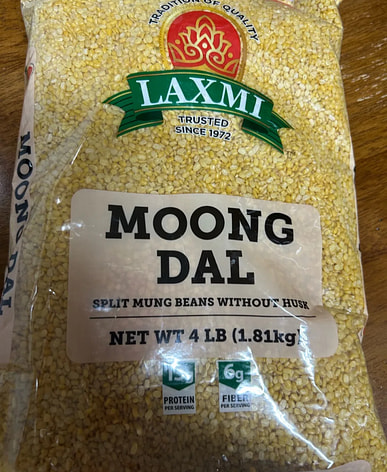 TRADITION OF QUALITY
LAXMI
TRUSTED
SINCE 1972
MOONG DAL
MOONG
DAL
SPLIT MUNG BEANS WITHOUT HUSK
NET WT 4 LB (1.81kg)
6g
PROTEIN
PER SERVING
FIBER
PER SERVING